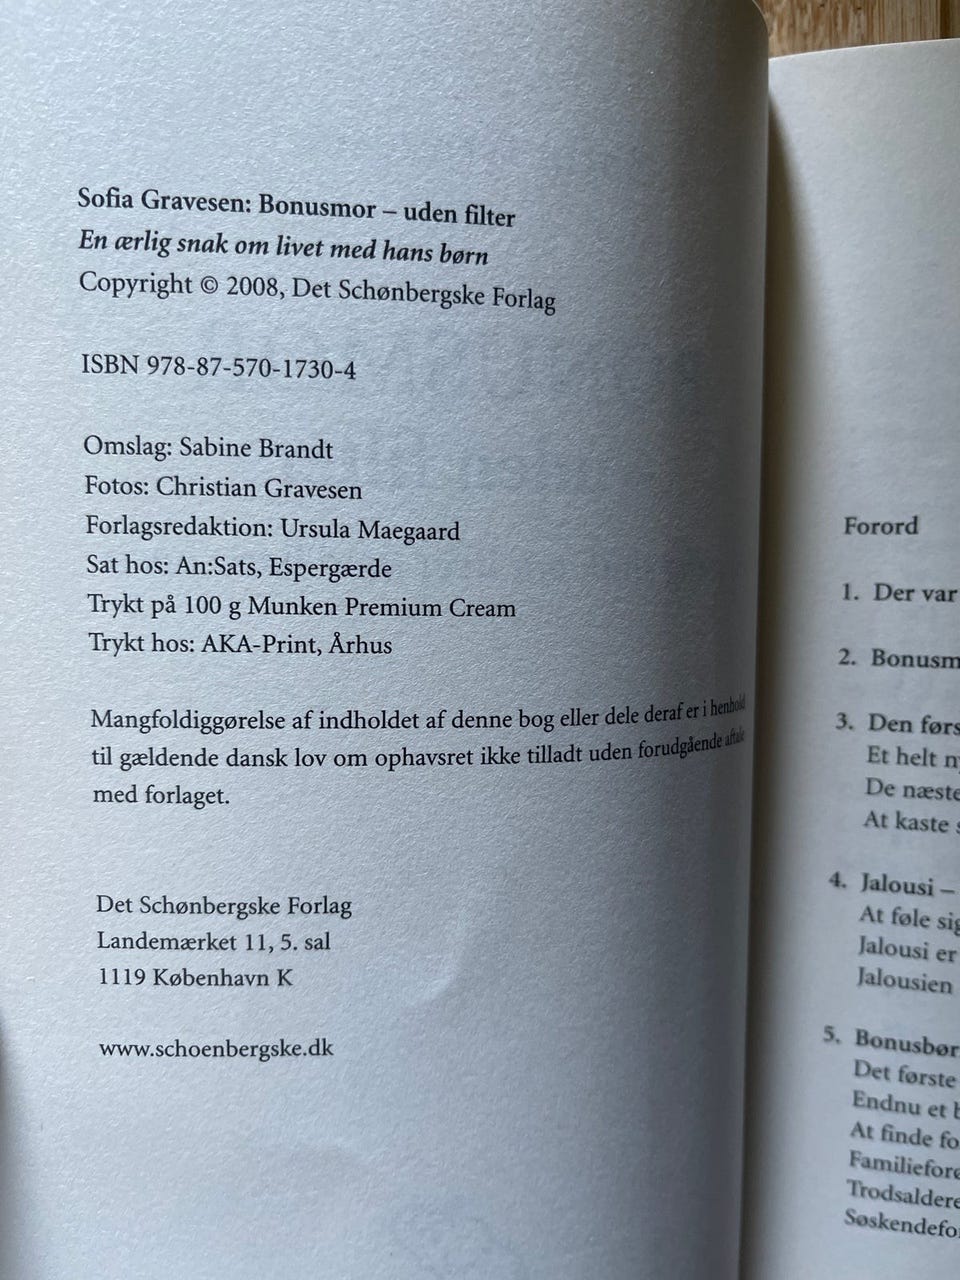 Sofia Gravesen: Bonusmor – uden filter
En ærlig snak om livet med hans børn
Copyright © 2008, Det Schønbergske Forlag
ISBN 978-87-570-1730-4
Omslag: Sabine Brandt
Fotos: Christian Gravesen
Forlagsredaktion: Ursula Maegaard
Sat hos: An:Sats, Espergærde
Trykt på 100 g Munken Premium Cream
Trykt hos: AKA-Print, Århus
Mangfoldiggørelse af indholdet af denne bog eller dele deraf er i henhold
til gældende dansk lov om ophavsret ikke tilladt uden forudgående aftale
med forlaget.
Det Schønbergske Forlag
Landemærket 11, 5. sal
1119 København K
www.schoenbergske.dk
Forord
1. Der var
2. Bonusm
3. Den førs
Et helt n
De næste
At kaste s
4. Jalousi –
At føle sig
Jalousi er
Jalousien
5. Bonusbør
Det første
Endnu et b
At finde fo
Familiefor
Trodsaldere
Søskendefo